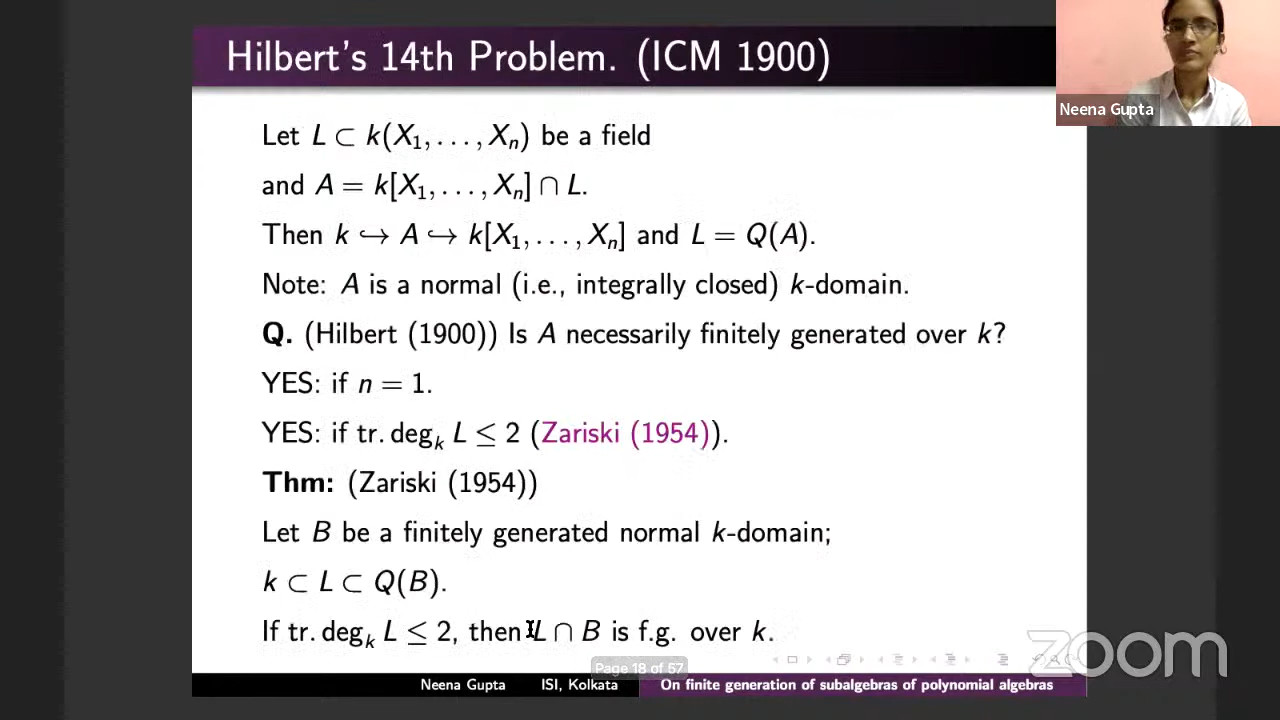 Hilbert's 14th Problem. (ICM 1900)
Neena Gupta
Let L ⊂ k(X₁, . . . , Xₙ) be a field
and A = k[X₁, . . . , Xₙ] ∩ L.
Then k ↪ A ↪ k[X₁, . . . , Xₙ] and L = Q(A).
Note: A is a normal (i.e., integrally closed) k-domain.
Q. (Hilbert (1900)) Is A necessarily finitely generated over k?
YES: if n = 1.
YES: if tr. degₖ L ≤ 2 (Zariski (1954)).
Thm: (Zariski (1954))
Let B be a finitely generated normal k-domain;
k ⊂ L ⊂ Q(B).
If tr. degₖ L ≤ 2, then L ∩ B is f.g. over k.
zoom
Page 18 of 57
Neena Gupta ISI, Kolkata On finite generation of subalgebras of polynomial algebras